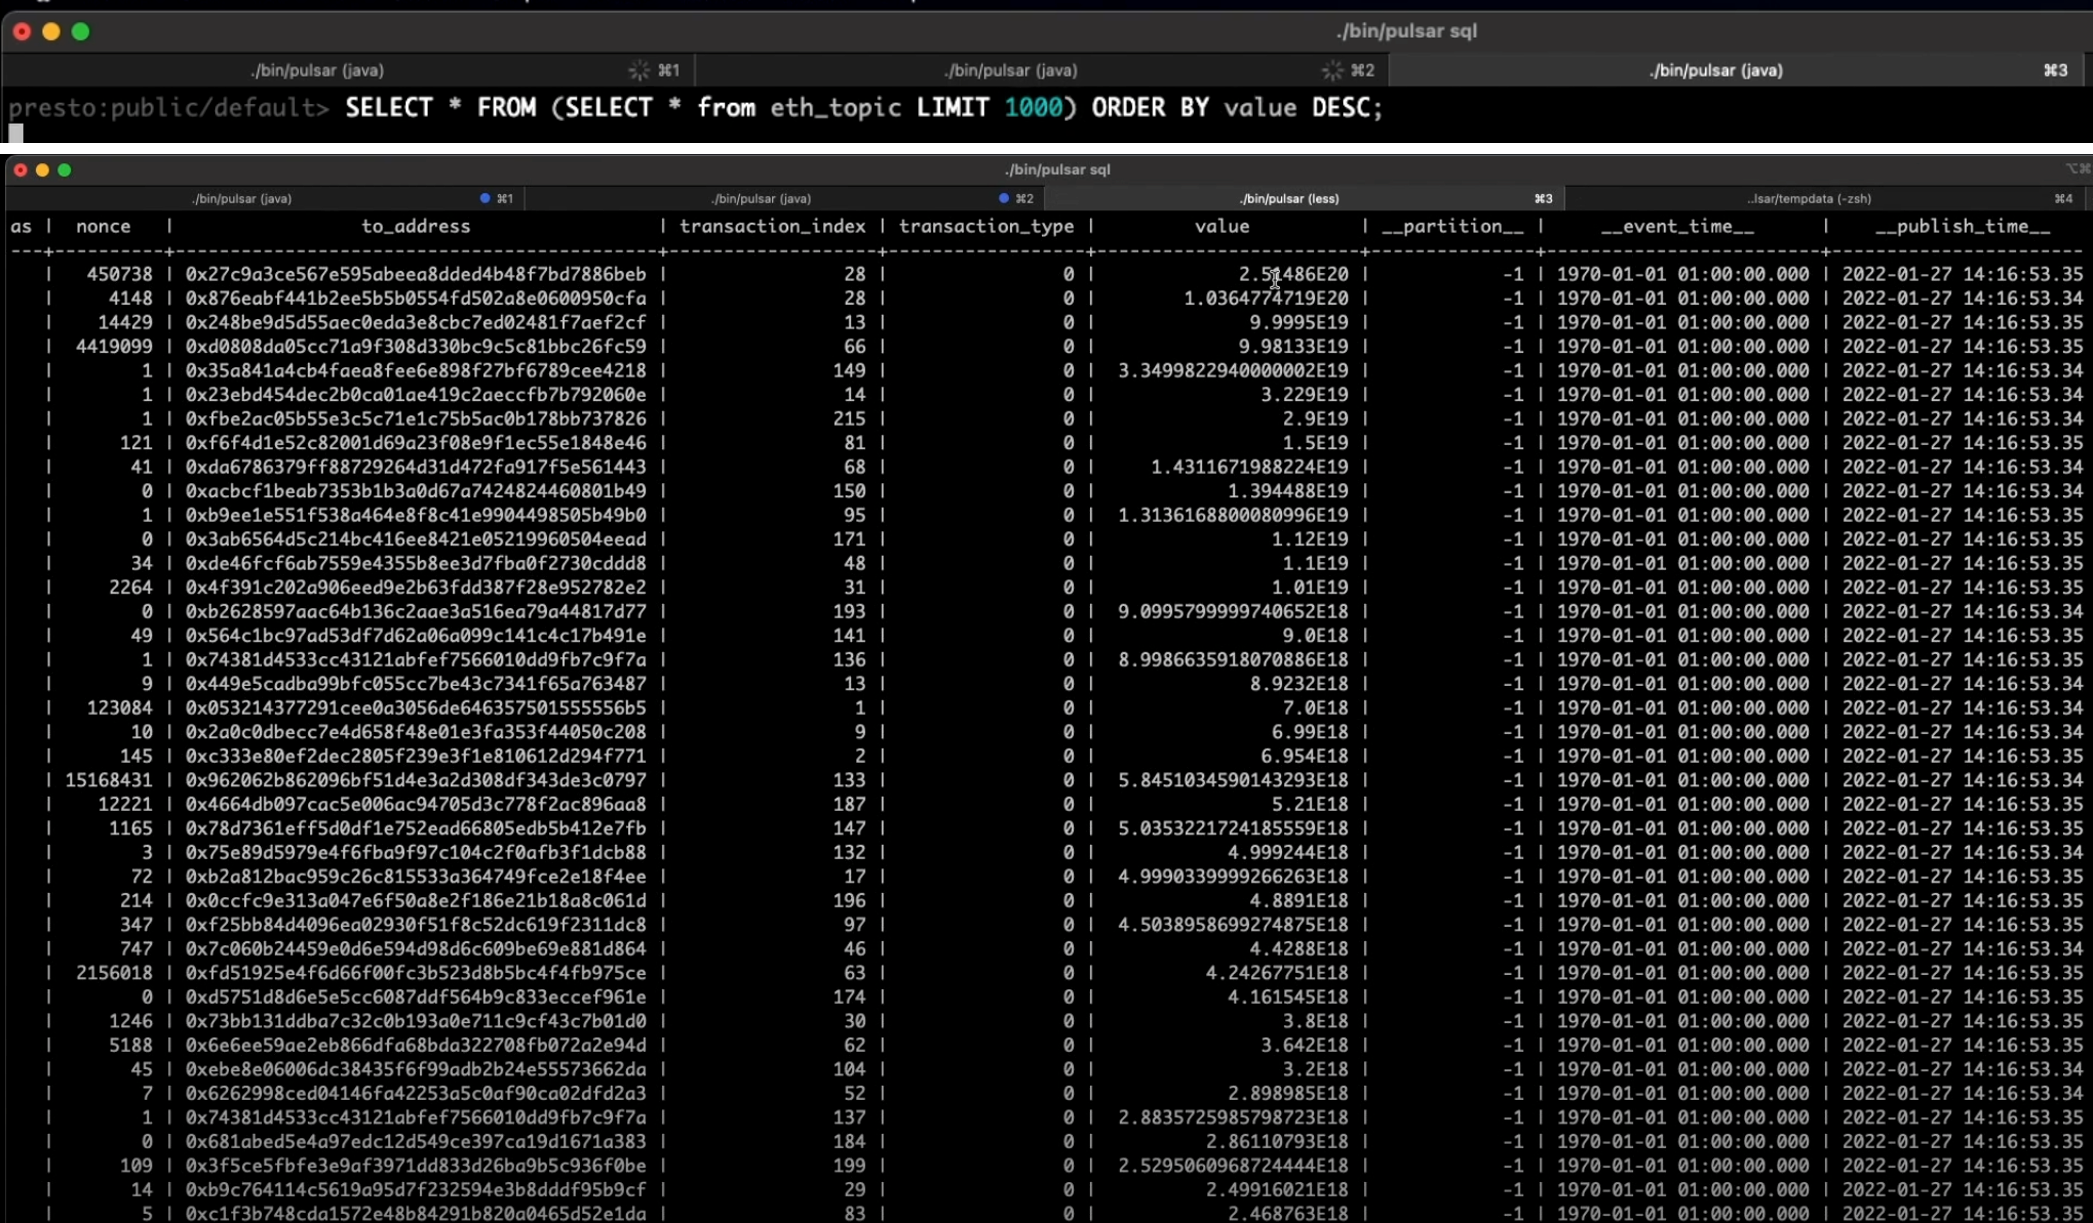 ./bin/pulsar sql
./bin/pulsar (java) ⌘1 ./bin/pulsar (java) ⌘2 ./bin/pulsar (java) ⌘3
presto:public/default> SELECT * FROM (SELECT * from eth_topic LIMIT 1000) ORDER BY value DESC;
./bin/pulsar sql ⌥⌘
./bin/pulsar (java) ⌘1 ./bin/pulsar (java) ⌘2 ./bin/pulsar (less) ⌘3 ..lsar/tempdata (-zsh) ⌘4
as | nonce | to_address | transaction_index | transaction_type | value | __partition__ | __event_time__ | __publish_time__
---+----------+--------------------------------------------+-------------------+------------------+-----------------------+---------------+-------------------------+------------------------
| 450738 | 0x27c9a3ce567e595abeea8dded4b48f7bd7886beb | 28 | 0 | | -1 | 1970-01-01 01:00:00.000 | 2022-01-27 14:16:53.35
| 4148 | 0x876eabf441b2ee5b5b0554fd502a8e0600950cfa | 28 | 0 | 1.0364774719E20 | -1 | 1970-01-01 01:00:00.000 | 2022-01-27 14:16:53.34
| 14429 | 0x248be9d5d55aec0eda3e8cbc7ed02481f7aef2cf | 13 | 0 | 9.9995E19 | -1 | 1970-01-01 01:00:00.000 | 2022-01-27 14:16:53.35
| 4419099 | 0xd0808da05cc71a9f308d330bc9c5c81bbc26fc59 | 66 | 0 | 9.98133E19 | -1 | 1970-01-01 01:00:00.000 | 2022-01-27 14:16:53.35
| 1 | 0x35a841a4cb4faea8fee6e898f27bf6789cee4218 | 149 | 0 | 3.3499822940000002E19 | -1 | 1970-01-01 01:00:00.000 | 2022-01-27 14:16:53.34
| 1 | 0x23ebd454dec2b0ca01ae419c2aeccfb7b792060e | 14 | 0 | 3.229E19 | -1 | 1970-01-01 01:00:00.000 | 2022-01-27 14:16:53.34
| 1 | 0xfbe2ac05b55e3c5c71e1c75b5ac0b178bb737826 | 215 | 0 | 2.9E19 | -1 | 1970-01-01 01:00:00.000 | 2022-01-27 14:16:53.34
| 121 | 0xf6f4d1e52c82001d69a23f08e9f1ec55e1848e46 | 81 | 0 | 1.5E19 | -1 | 1970-01-01 01:00:00.000 | 2022-01-27 14:16:53.35
| 41 | 0xda6786379ff88729264d31d472fa917f5e561443 | 68 | 0 | 1.4311671988224E19 | -1 | 1970-01-01 01:00:00.000 | 2022-01-27 14:16:53.34
| 0 | 0xacbcf1beab7353b1b3a0d67a7424824460801b49 | 150 | 0 | 1.394488E19 | -1 | 1970-01-01 01:00:00.000 | 2022-01-27 14:16:53.34
| 1 | 0xb9ee1e551f538a464e8f8c41e9904498505b49b0 | 95 | 0 | 1.3136168800080996E19 | -1 | 1970-01-01 01:00:00.000 | 2022-01-27 14:16:53.35
| 0 | 0x3ab6564d5c214bc416ee8421e05219960504eead | 171 | 0 | 1.12E19 | -1 | 1970-01-01 01:00:00.000 | 2022-01-27 14:16:53.35
| 34 | 0xde46fcf6ab7559e4355b8ee3d7fba0f2730cddd8 | 48 | 0 | 1.1E19 | -1 | 1970-01-01 01:00:00.000 | 2022-01-27 14:16:53.35
| 2264 | 0x4f391c202a906eed9e2b63fdd387f28e952782e2 | 31 | 0 | 1.01E19 | -1 | 1970-01-01 01:00:00.000 | 2022-01-27 14:16:53.35
| 0 | 0xb2628597aac64b136c2aae3a516ea79a44817d77 | 193 | 0 | 9.0995799999740652E18 | -1 | 1970-01-01 01:00:00.000 | 2022-01-27 14:16:53.34
| 49 | 0x564c1bc97ad53df7d62a06a099c141c4c17b491e | 141 | 0 | 9.0E18 | -1 | 1970-01-01 01:00:00.000 | 2022-01-27 14:16:53.35
| 1 | 0x74381d4533cc43121abfef7566010dd9fb7c9f7a | 136 | 0 | 8.9986635918070886E18 | -1 | 1970-01-01 01:00:00.000 | 2022-01-27 14:16:53.35
| 9 | 0x449e5cadba99bfc055cc7be43c7341f65a763487 | 13 | 0 | 8.9232E18 | -1 | 1970-01-01 01:00:00.000 | 2022-01-27 14:16:53.34
| 123084 | 0x053214377291cee0a3056de646357501555556b5 | 1 | 0 | 7.0E18 | -1 | 1970-01-01 01:00:00.000 | 2022-01-27 14:16:53.35
| 10 | 0x2a0c0dbecc7e4d658f48e01e3fa353f44050c208 | 9 | 0 | 6.99E18 | -1 | 1970-01-01 01:00:00.000 | 2022-01-27 14:16:53.34
| 145 | 0xc333e80ef2dec2805f239e3f1e810612d294f771 | 2 | 0 | 6.954E18 | -1 | 1970-01-01 01:00:00.000 | 2022-01-27 14:16:53.35
| 15168431 | 0x962062b862096bf51d4e3a2d308df343de3c0797 | 133 | 0 | 5.8451034590143293E18 | -1 | 1970-01-01 01:00:00.000 | 2022-01-27 14:16:53.34
| 12221 | 0x4664db097cac5e006ac94705d3c778f2ac896aa8 | 187 | 0 | 5.21E18 | -1 | 1970-01-01 01:00:00.000 | 2022-01-27 14:16:53.35
| 1165 | 0x78d7361eff5d0df1e752ead66805edb5b412e7fb | 147 | 0 | 5.0353221724185559E18 | -1 | 1970-01-01 01:00:00.000 | 2022-01-27 14:16:53.35
| 3 | 0x75e89d5979e4f6fba9f97c104c2f0afb3f1dcb88 | 132 | 0 | 4.999244E18 | -1 | 1970-01-01 01:00:00.000 | 2022-01-27 14:16:53.34
| 72 | 0xb2a812bac959c26c815533a364749fce2e18f4ee | 17 | 0 | 4.9990339999266263E18 | -1 | 1970-01-01 01:00:00.000 | 2022-01-27 14:16:53.35
| 214 | 0x0ccfc9e313a047e6f50a8e2f186e21b18a8c061d | 196 | 0 | 4.8891E18 | -1 | 1970-01-01 01:00:00.000 | 2022-01-27 14:16:53.35
| 347 | 0xf25bb84d4096ea02930f51f8c52dc619f2311dc8 | 97 | 0 | 4.5038958699274875E18 | -1 | 1970-01-01 01:00:00.000 | 2022-01-27 14:16:53.35
| 747 | 0x7c060b24459e0d6e594d98d6c609be69e881d864 | 46 | 0 | 4.4288E18 | -1 | 1970-01-01 01:00:00.000 | 2022-01-27 14:16:53.34
| 2156018 | 0xfd51925e4f6d66f00fc3b523d8b5bc4f4fb975ce | 63 | 0 | 4.24267751E18 | -1 | 1970-01-01 01:00:00.000 | 2022-01-27 14:16:53.35
| 0 | 0xd5751d8d6e5e5cc6087ddf564b9c833eccef961e | 174 | 0 | 4.161545E18 | -1 | 1970-01-01 01:00:00.000 | 2022-01-27 14:16:53.35
| 1246 | 0x73bb131ddba7c32c0b193a0e711c9cf43c7b01d0 | 30 | 0 | 3.8E18 | -1 | 1970-01-01 01:00:00.000 | 2022-01-27 14:16:53.34
| 5188 | 0x6e6ee59ae2eb866dfa68bda322708fb072a2e94d | 62 | 0 | 3.642E18 | -1 | 1970-01-01 01:00:00.000 | 2022-01-27 14:16:53.35
| 45 | 0xebe8e06006dc38435f6f99adb2b24e55573662da | 104 | 0 | 3.2E18 | -1 | 1970-01-01 01:00:00.000 | 2022-01-27 14:16:53.34
| 7 | 0x6262998ced04146fa42253a5c0af90ca02dfd2a3 | 52 | 0 | 2.898985E18 | -1 | 1970-01-01 01:00:00.000 | 2022-01-27 14:16:53.34
| 1 | 0x74381d4533cc43121abfef7566010dd9fb7c9f7a | 137 | 0 | 2.8835725985798723E18 | -1 | 1970-01-01 01:00:00.000 | 2022-01-27 14:16:53.35
| 0 | 0x681abed5e4a97edc12d549ce397ca19d1671a383 | 184 | 0 | 2.86110793E18 | -1 | 1970-01-01 01:00:00.000 | 2022-01-27 14:16:53.35
| 109 | 0x3f5ce5fbfe3e9af3971dd833d26ba9b5c936f0be | 199 | 0 | 2.5295060968724444E18 | -1 | 1970-01-01 01:00:00.000 | 2022-01-27 14:16:53.35
| 14 | 0xb9c764114c5619a95d7f232594e3b8dddf95b9cf | 29 | 0 | 2.49916021E18 | -1 | 1970-01-01 01:00:00.000 | 2022-01-27 14:16:53.35
| 5 | 0xc1f3b748cda1572e48b84291b820a0465d52e1da | 83 | 0 | 2.468763E18 | -1 | 1970-01-01 01:00:00.000 | 2022-01-27 14:16:53.35